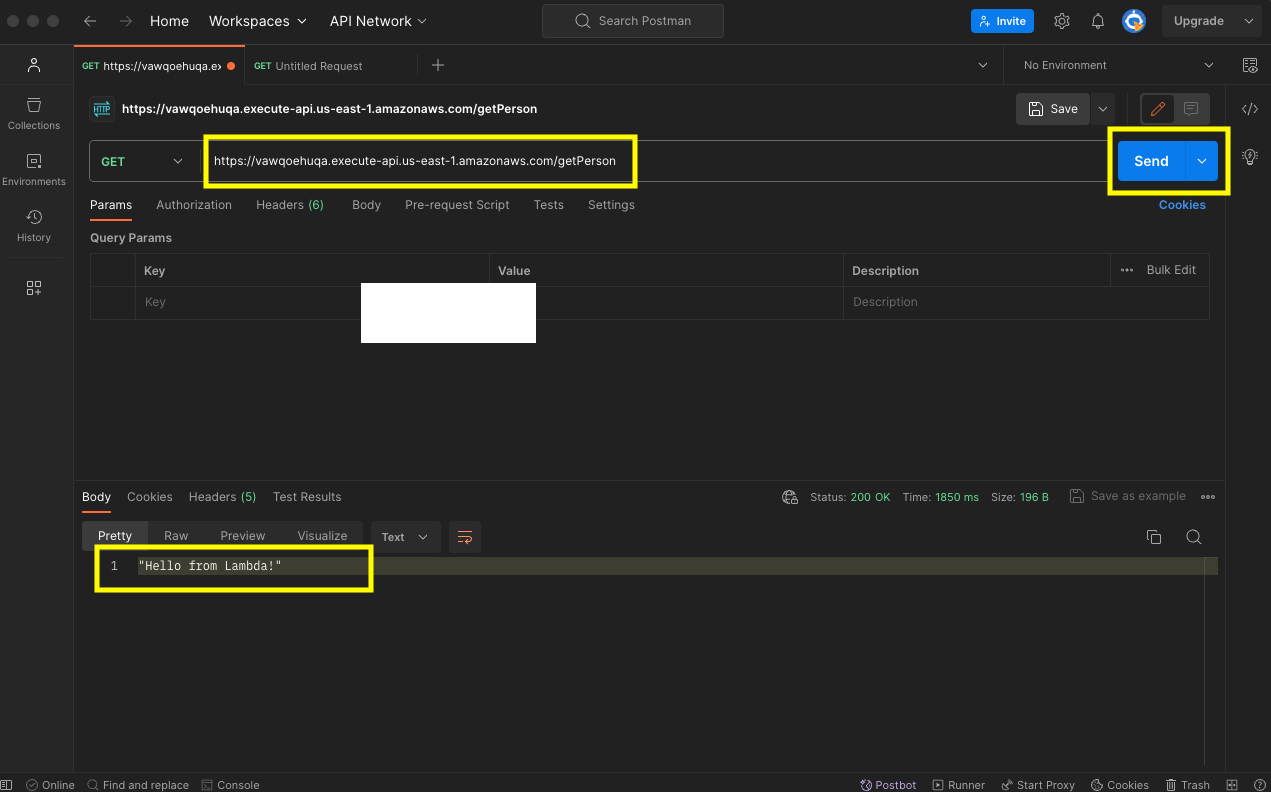 Home Workspaces API Network Search Postman Invite Upgrade
GET https://vawqoehuqa.ex GET Untitled Request No Environment
HTTP https://vawqoehuqa.execute-api.us-east-1.amazonaws.com/getPerson Save
Collections
GET https://vawqoehuqa.execute-api.us-east-1.amazonaws.com/getPerson Send
Environments
Params Authorization Headers (6) Body Pre-request Script Tests Settings Cookies
History
Query Params
Key Value Description ••• Bulk Edit
Key Description
Body Cookies Headers (5) Test Results Status: 200 OK Time: 1850 ms Size: 196 B Save as example
Pretty Raw Preview Visualize Text
1 "Hello from Lambda!"
Online Find and replace Console Postbot Runner Start Proxy Cookies Trash